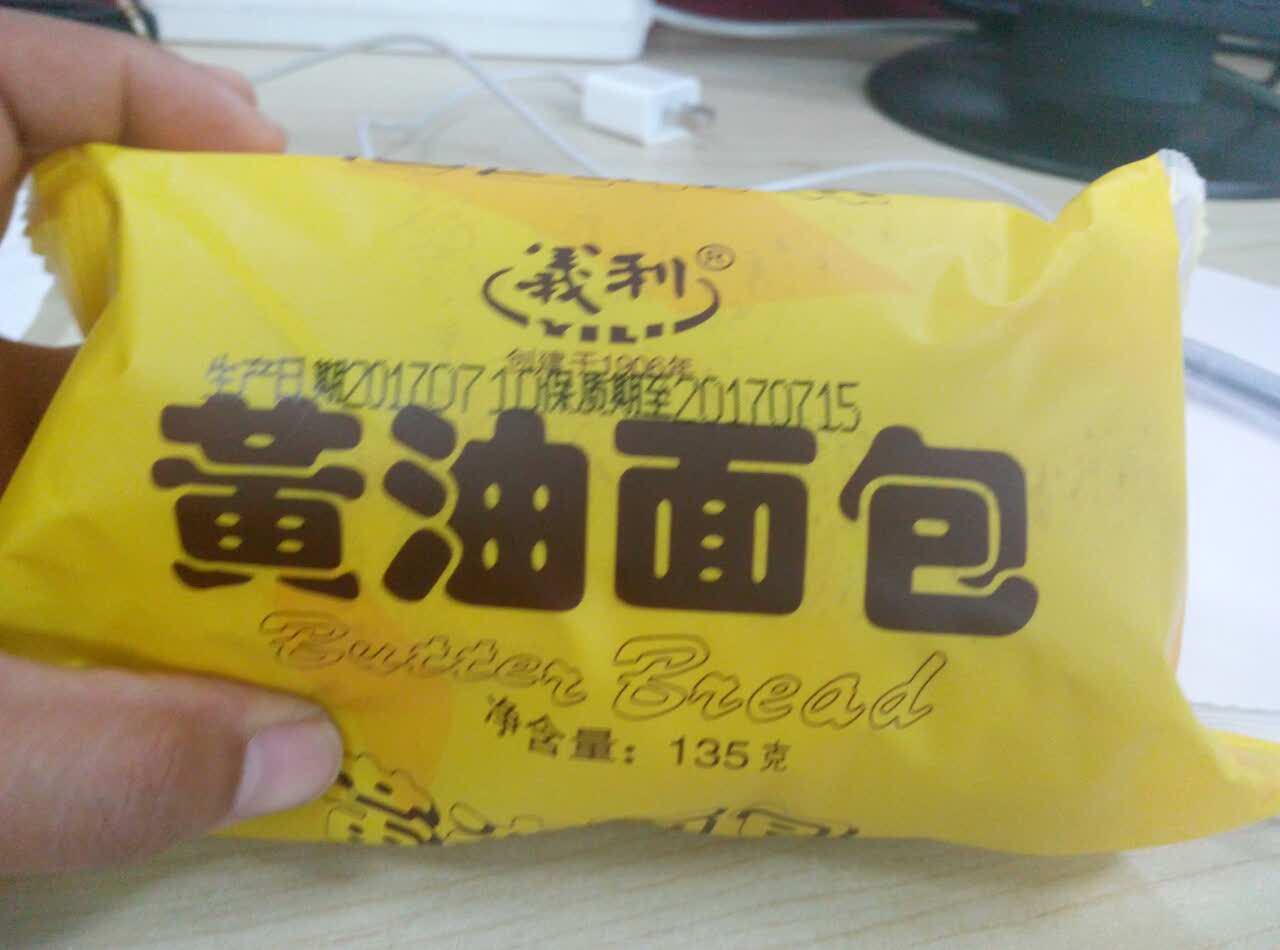 義利®
YILI
创建于1906年
生产日期20170710保质期至20170715
黄油面包
Butter Bread
净含量：135克